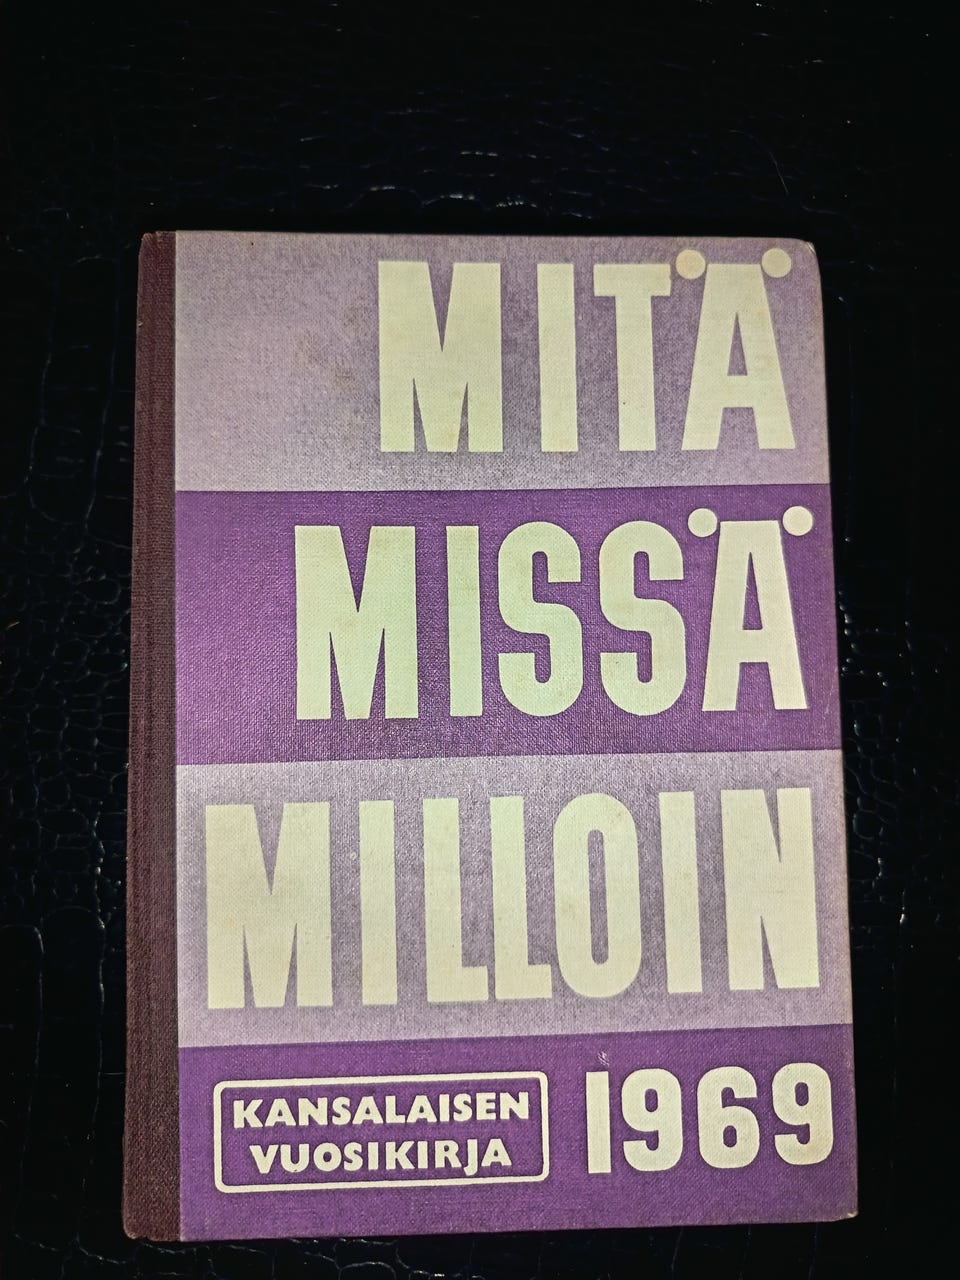 MITÄ
MISSÄ
MILLOIN
KANSALAISEN
VUOSIKIRJA
1969